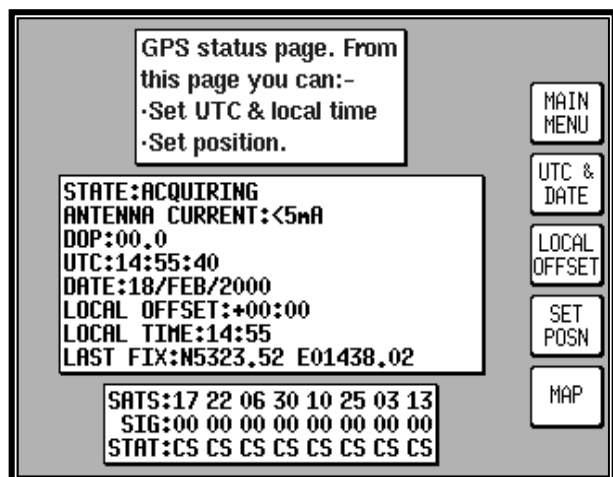 GPS status page. From
this page you can:-
·Set UTC & local time
·Set position.
STATE:ACQUIRING
ANTENNA CURRENT:<5mA
DOP:00.0
UTC:14:55:40
DATE:18/FEB/2000
LOCAL OFFSET:+00:00
LOCAL TIME:14:55
LAST FIX:N5323.52 E01438.02
SATS:17 22 06 30 10 25 03 13
SIG:00 00 00 00 00 00 00 00
STAT:CS CS CS CS CS CS CS CS
MAIN
MENU
UTC &
DATE
LOCAL
OFFSET
SET
POSN
MAP